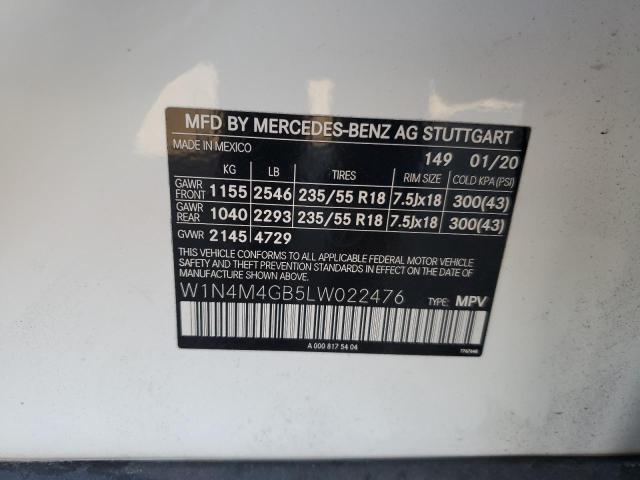 MFD BY MERCEDES-BENZ AG STUTTGART
MADE IN MEXICO 149 01/20
KG LB TIRES RIM SIZE COLD KPA(PSI)
GAWR FRONT 1155 2546 235/55 R18 7.5Jx18 300(43)
GAWR REAR 1040 2293 235/55 R18 7.5Jx18 300(43)
GVWR 2145 4729
THIS VEHICLE CONFORMS TO ALL APPLICABLE FEDERAL MOTOR VEHICLE
SAFETY AND THEFT PREVENTION STANDARDS IN EFFECT ON THE DATE OF
MANUFACTURE SHOWN ABOVE.
W1N4M4GB5LW022476 TYPE: MPV
A 000 817 54 04